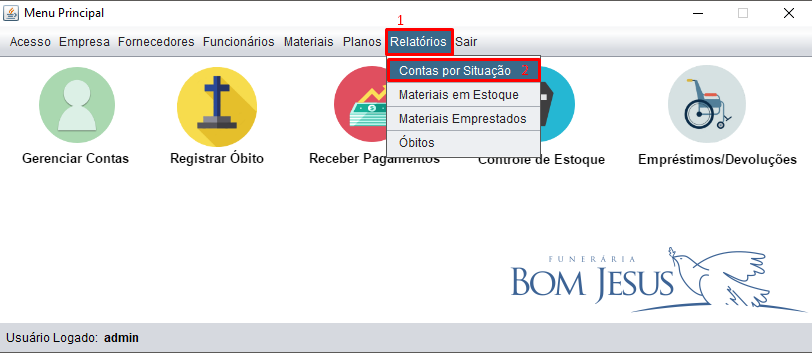 Menu Principal
1
Acesso Empresa Fornecedores Funcionários Materiais Planos Relatórios Sair
Contas por Situação 2
Materiais em Estoque
Materiais Emprestados
Óbitos
Gerenciar Contas Registrar Óbito Receber Pagamentos Controle de Estoque Empréstimos/Devoluções
FUNERÁRIA
BOM JESUS
Usuário Logado: admin